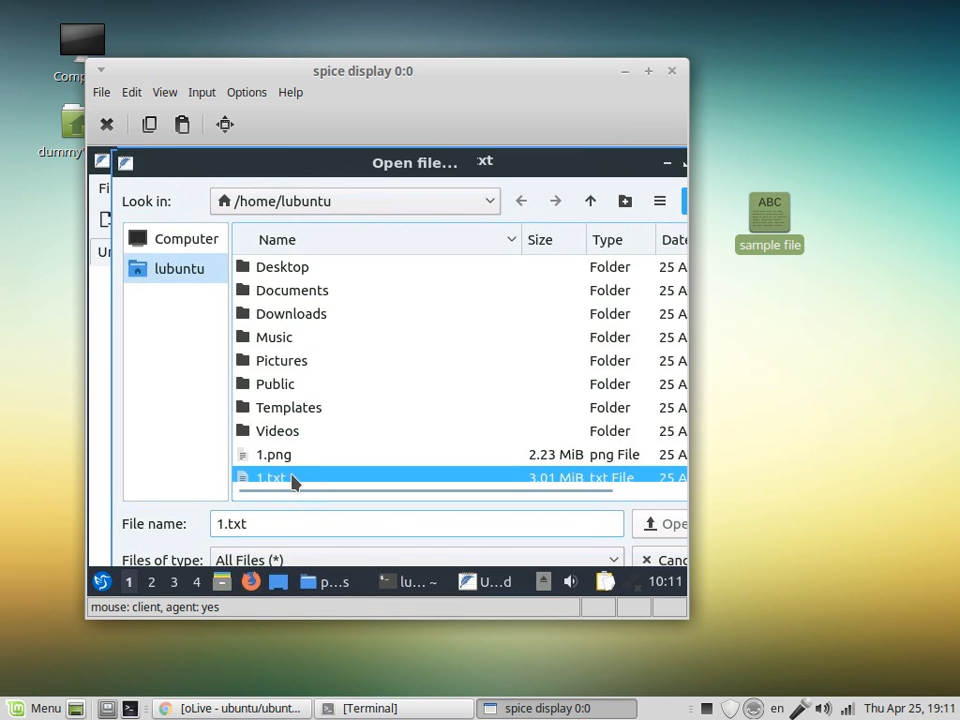 Comp
dummy'
spice display 0:0
File Edit View Input Options Help
Open file... xt
Fi
Look in: /home/lubuntu
Computer
lubuntu
Un
Name Size Type Date
Desktop Folder 25 A
Documents Folder 25 A
Downloads Folder 25 A
Music Folder 25 A
Pictures Folder 25 A
Public Folder 25 A
Templates Folder 25 A
Videos Folder 25 A
1.png 2.23 MiB png File 25 A
1.txt 3.01 MiB txt File 25 A
File name: 1.txt Ope
Files of type: All Files (*) Canc
1 2 3 4 p...s lu... ~ U...d 10:11
mouse: client, agent: yes
ABC
sample file
Menu [oLive - ubuntu/ubunt... [Terminal] spice display 0:0 en Thu Apr 25, 19:11